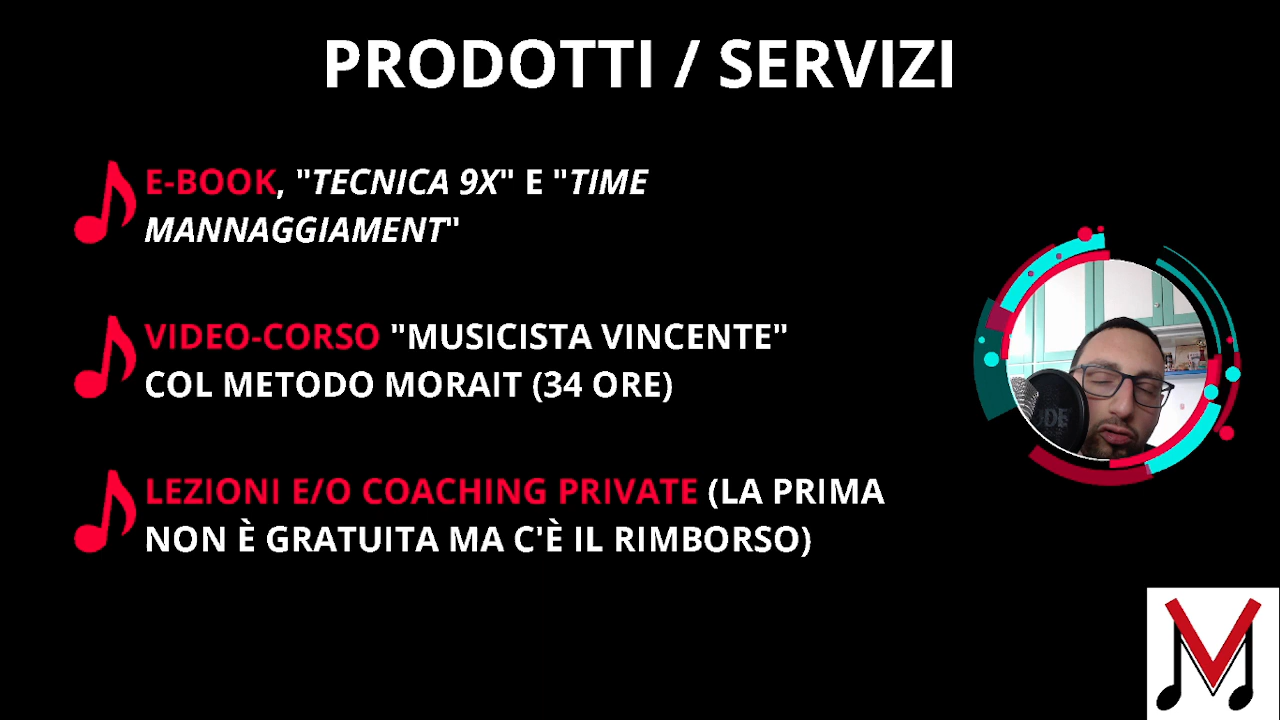 PRODOTTI / SERVIZI
E-BOOK, "TECNICA 9X" E "TIME
MANNAGGIAMENT"
VIDEO-CORSO "MUSICISTA VINCENTE"
COL METODO MORAIT (34 ORE)
LEZIONI E/O COACHING PRIVATE (LA PRIMA
NON È GRATUITA MA C'È IL RIMBORSO)